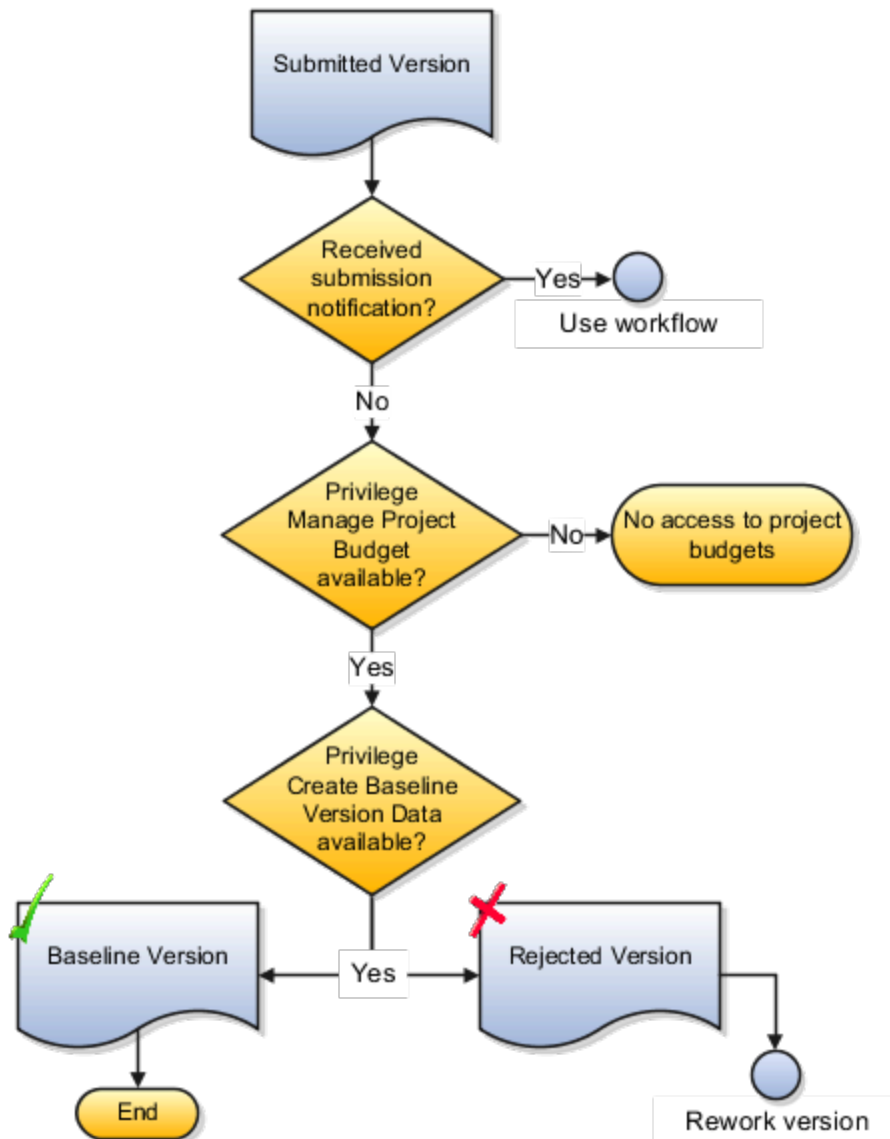 Submitted Version
Received
submission
notification?
Yes
Use workflow
No
Privilege
Manage Project
Budget
available?
No
No access to project
budgets
Yes
Privilege
Create Baseline
Version Data
available?
Baseline Version
Yes
Rejected Version
End
Rework version